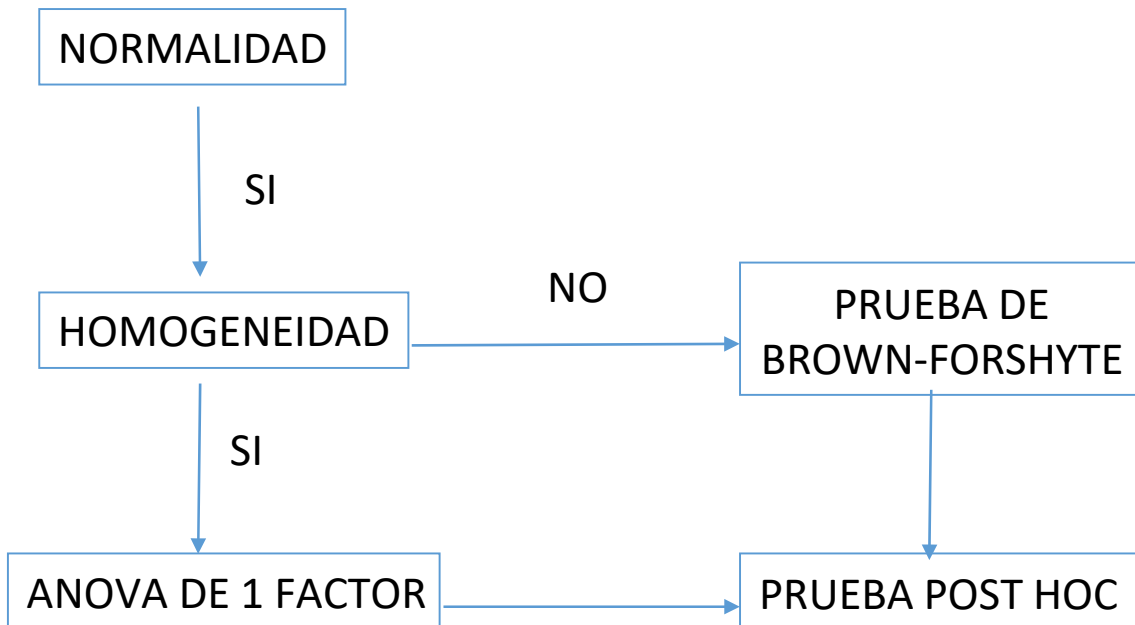 NORMALIDAD
SI
NO
HOMOGENEIDAD
PRUEBA DE
BROWN-FORSHYTE
SI
ANOVA DE 1 FACTOR
PRUEBA POST HOC